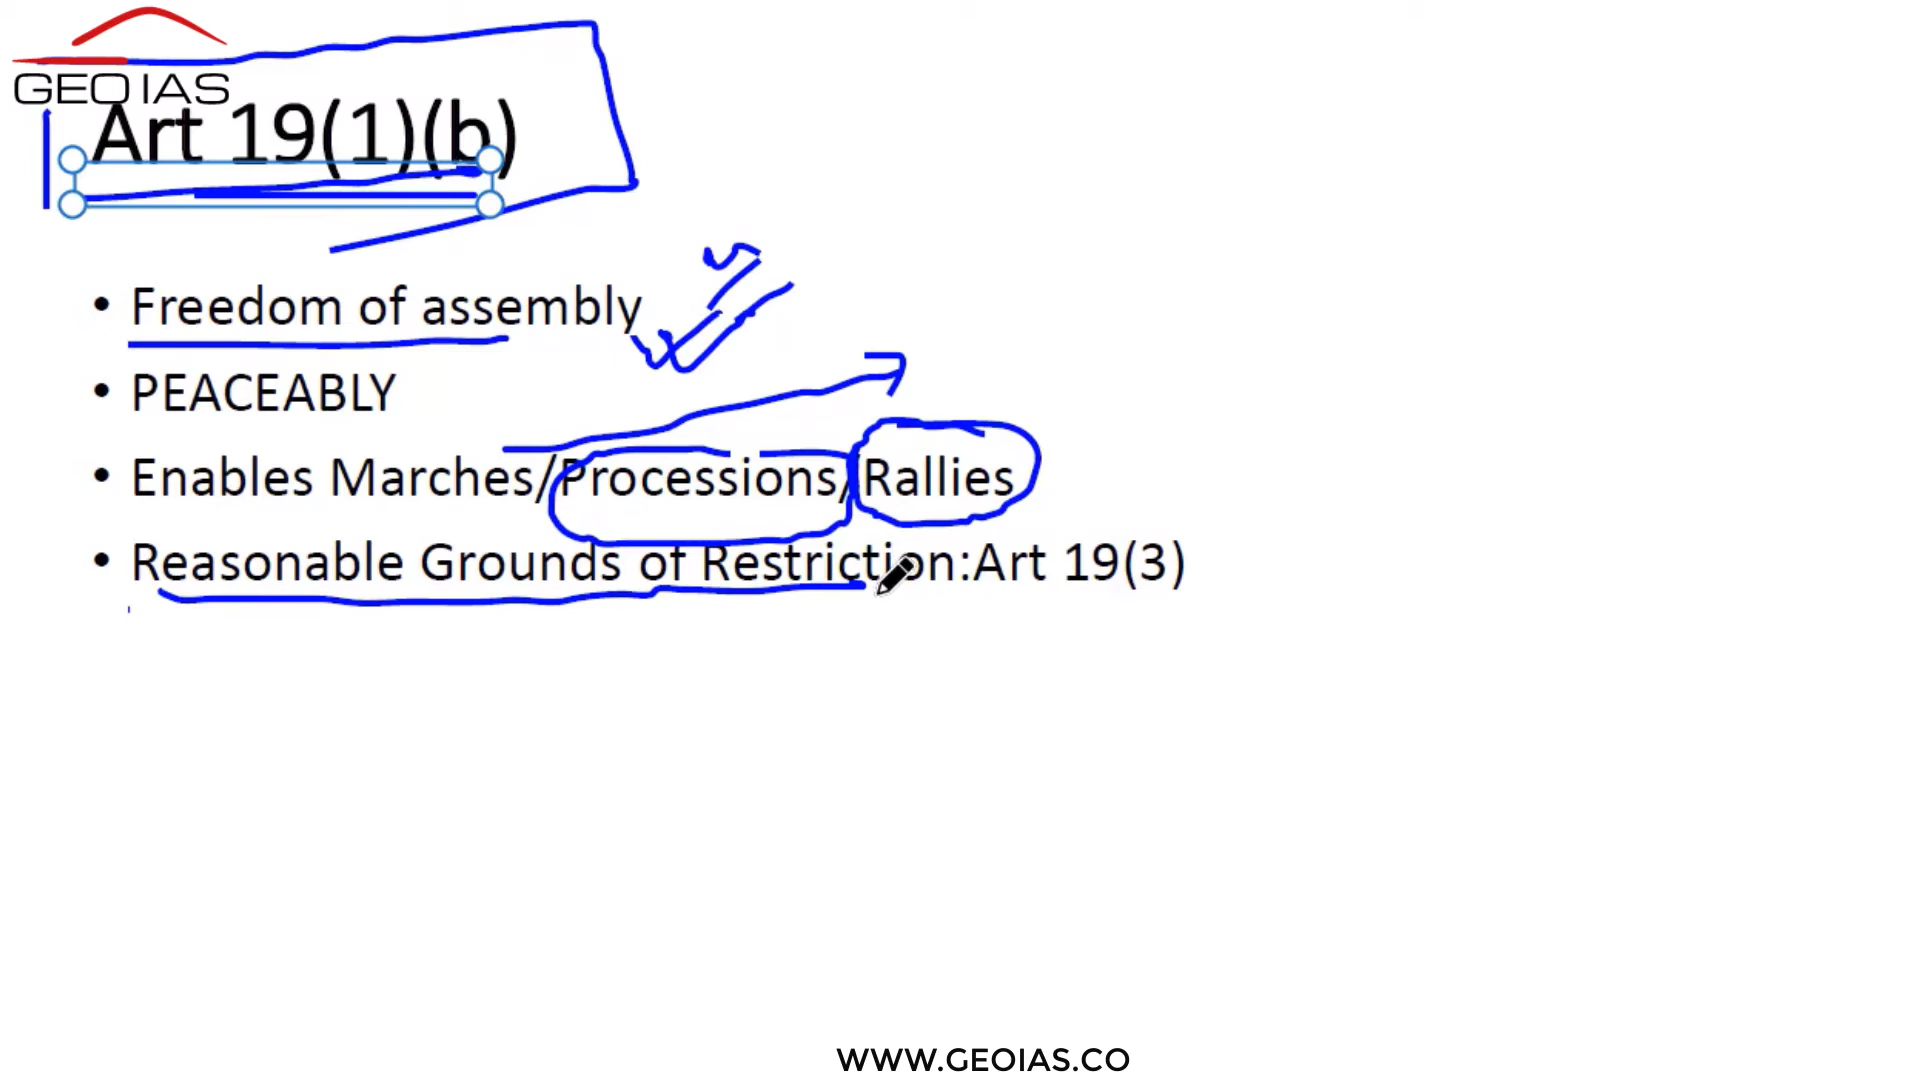 GEO IAS
Art 19(1)(b)
• Freedom of assembly
• PEACEABLY
• Enables Marches/Processions/Rallies
• Reasonable Grounds of Restriction:Art 19(3)
WWW.GEOIAS.CO